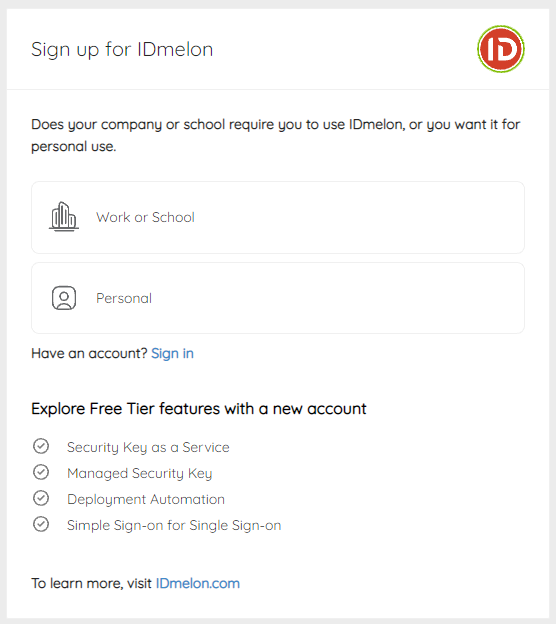 Sign up for IDmelon
ID
Does your company or school require you to use IDmelon, or you want it for
personal use.
Work or School
Personal
Have an account? Sign in
Explore Free Tier features with a new account
Security Key as a Service
Managed Security Key
Deployment Automation
Simple Sign-on for Single Sign-on
To learn more, visit IDmelon.com